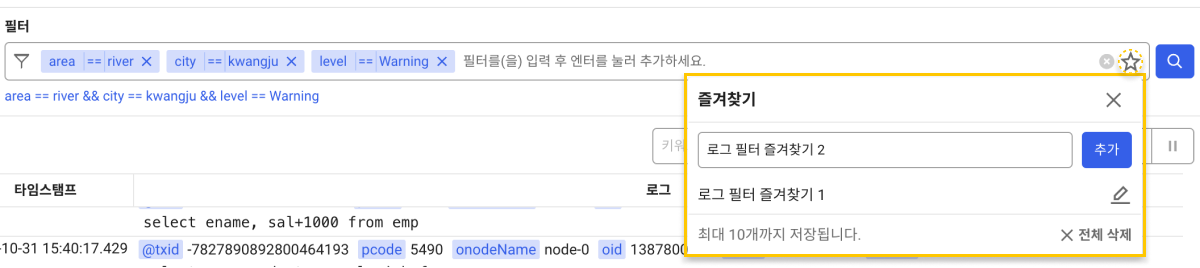 필터
area == river × city == kwangju × level == Warning × 필터를(을) 입력 후 엔터를 눌러 추가하세요.
area == river && city == kwangju && level == Warning
즐겨찾기
로그 필터 즐겨찾기 2 추가
로그 필터 즐겨찾기 1
최대 10개까지 저장됩니다. × 전체 삭제
타임스탬프 로그
select ename, sal+1000 from emp
-10-31 15:40:17.429 @txid -7827890892800464193 pcode 5490 onodeName node-0 oid 1387800